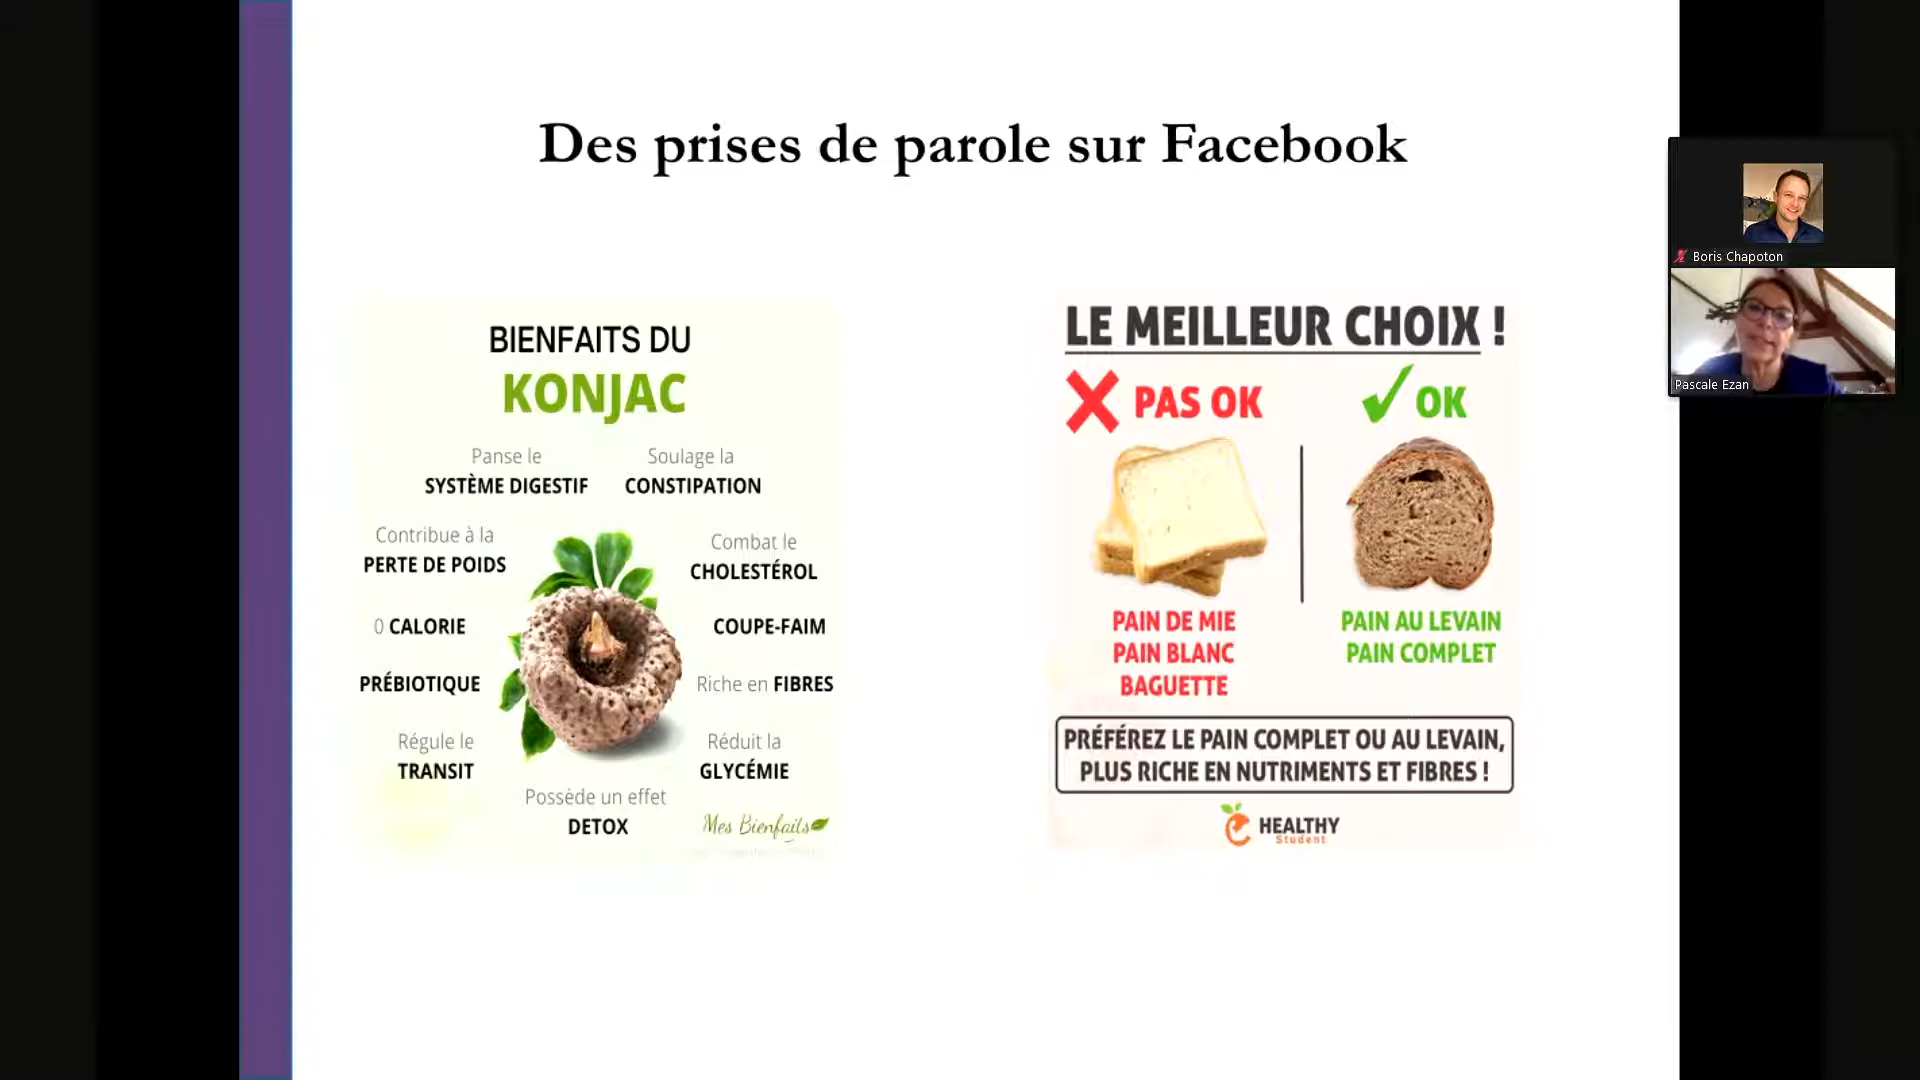 Des prises de parole sur Facebook
BIENFAITS DU
KONJAC
Panse le
SYSTÈME DIGESTIF
Soulage la
CONSTIPATION
Contribue à la
PERTE DE POIDS
Combat le
CHOLESTÉROL
0 CALORIE
COUPE-FAIM
PRÉBIOTIQUE
Riche en FIBRES
Régule le
TRANSIT
Réduit la
GLYCÉMIE
Possède un effet
DETOX
Mes Bienfaits
LE MEILLEUR CHOIX !
PAS OK
OK
PAIN DE MIE
PAIN BLANC
BAGUETTE
PAIN AU LEVAIN
PAIN COMPLET
PRÉFÉREZ LE PAIN COMPLET OU AU LEVAIN,
PLUS RICHE EN NUTRIMENTS ET FIBRES !
HEALTHY
Student
Boris Chapoton
Pascale Ezan